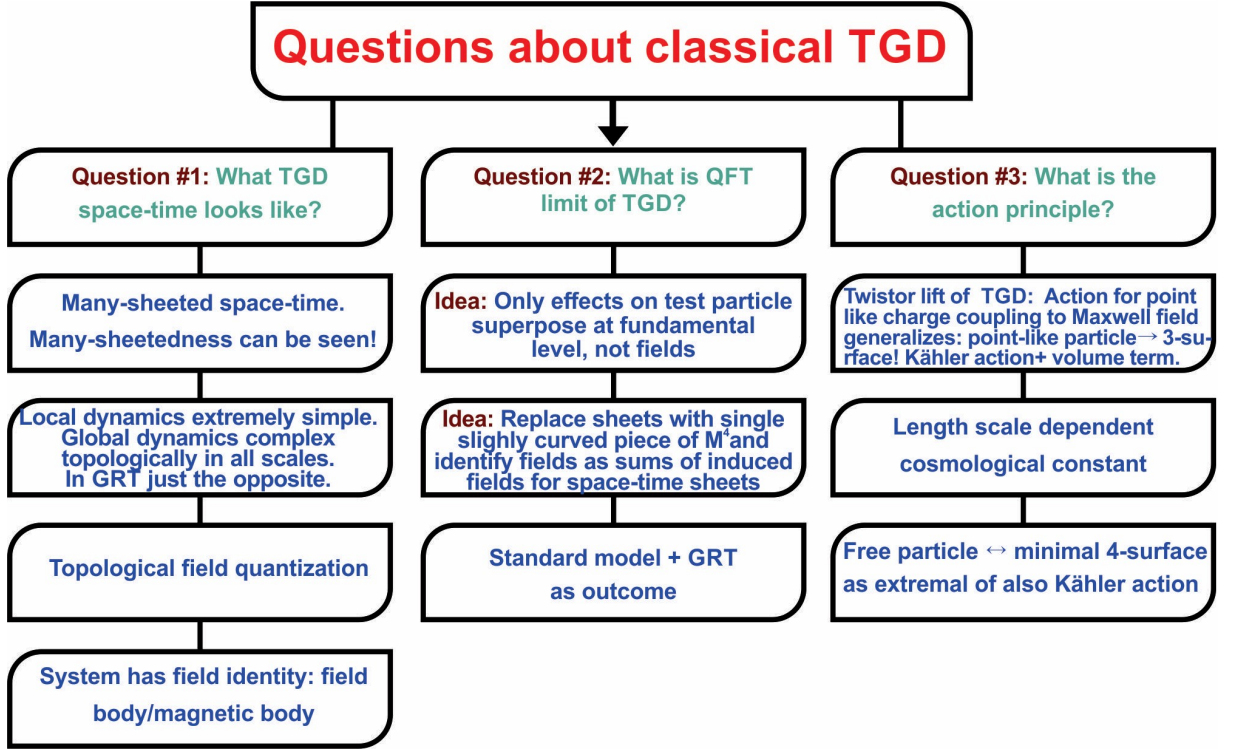 Questions about classical TGD
Question #1: What TGD
space-time looks like?
Many-sheeted space-time.
Many-sheetedness can be seen!
Local dynamics extremely simple.
Global dynamics complex
topologically in all scales.
In GRT just the opposite.
Topological field quantization
System has field identity: field
body/magnetic body
Question #2: What is QFT
limit of TGD?
Idea: Only effects on test particle
superpose at fundamental
level, not fields
Idea: Replace sheets with single
slighly curved piece of M⁴and
identify fields as sums of induced
fields for space-time sheets
Standard model + GRT
as outcome
Question #3: What is the
action principle?
Twistor lift of TGD: Action for point
like charge coupling to Maxwell field
generalizes: point-like particle→ 3-su-
rface! Kähler action+ volume term.
Length scale dependent
cosmological constant
Free particle ↔ minimal 4-surface
as extremal of also Kähler action